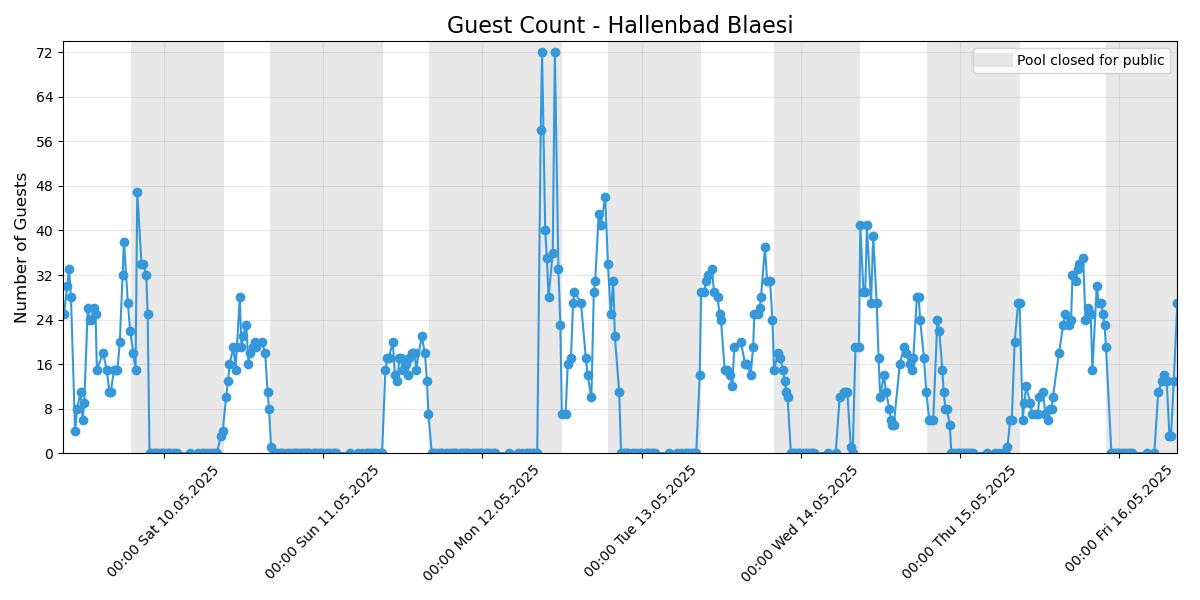 Guest Count - Hallenbad Blaesi
Pool closed for public
Number of Guests
72
64
56
48
40
32
24
16
8
0
00:00 Sat 10.05.2025
00:00 Sun 11.05.2025
00:00 Mon 12.05.2025
00:00 Tue 13.05.2025
00:00 Wed 14.05.2025
00:00 Thu 15.05.2025
00:00 Fri 16.05.2025